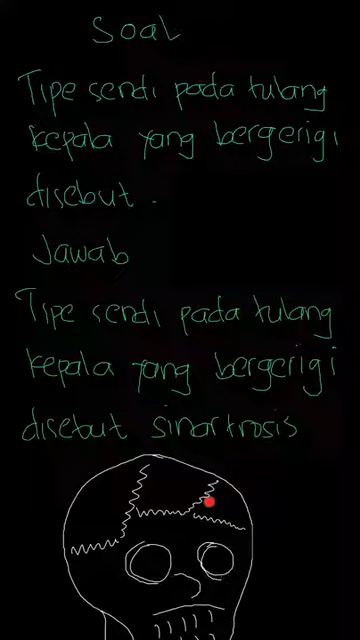 Soal
Tipe sendi pada tulang
kepala yang bergerigi
disebut.
Jawab
Tipe sendi pada tulang
kepala yang bergerigi
disebut sinartrosis